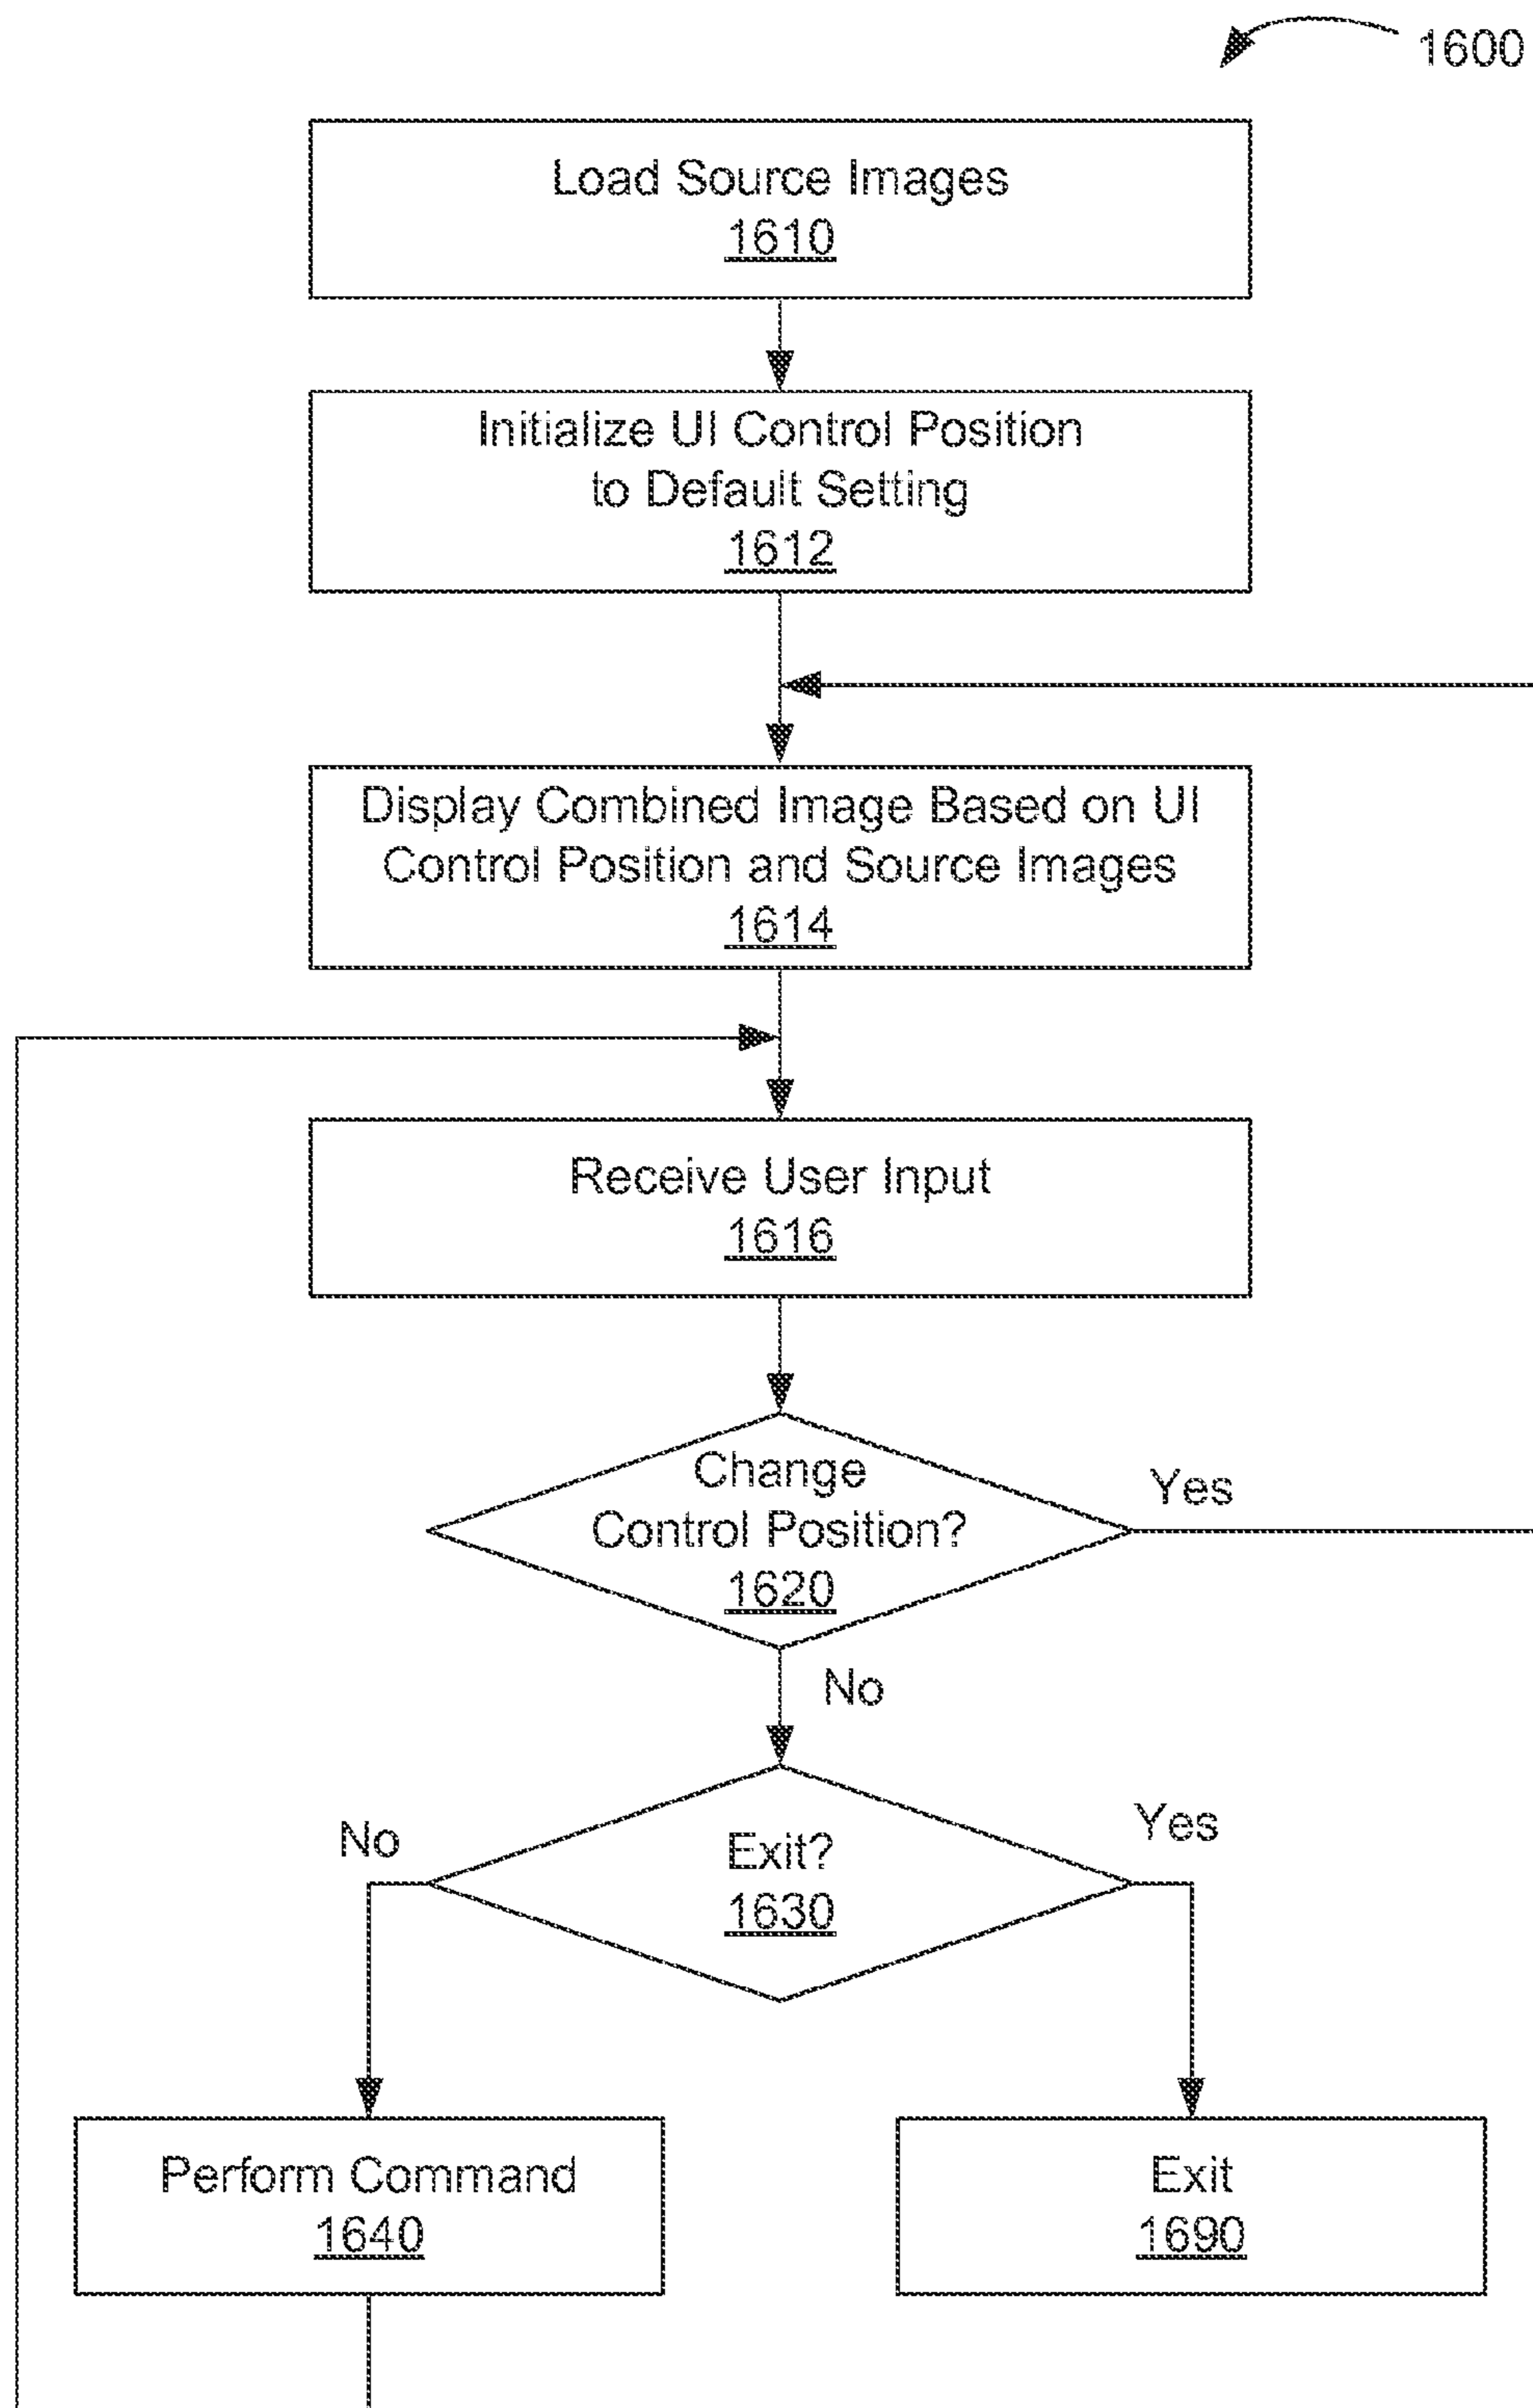 1600
Load Source Images
1610
Initialize UI Control Position
to Default Setting
1612
Display Combined Image Based on UI
Control Position and Source Images
1614
Receive User Input
1616
Change
Control Position?
1620
Yes
No
No
Exit?
1630
Yes
Perform Command
1640
Exit
1690